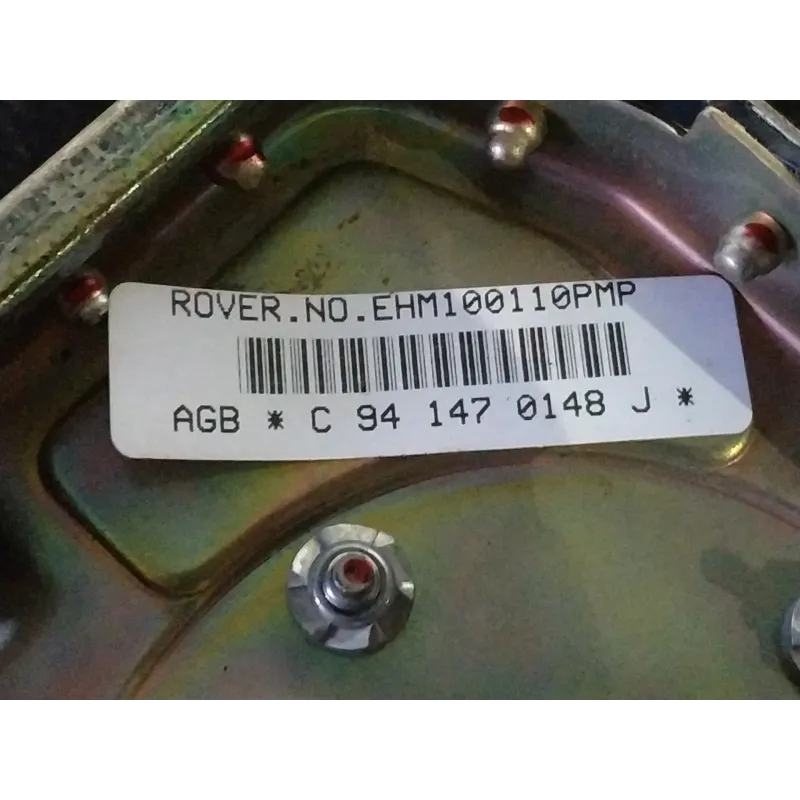 ROVER.NO.EHM100110PMP
AGB * C 94 147 0148 J *